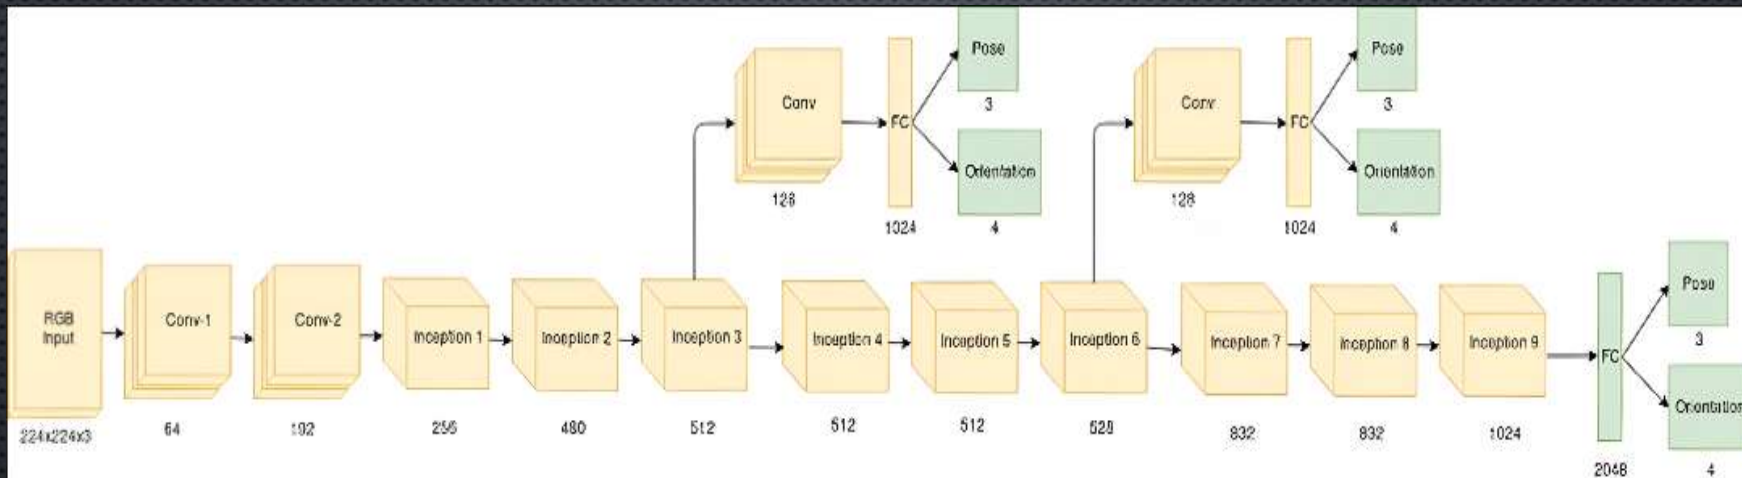 Pose
3
Conv
FC
Orientation
128
1024
4
Pose
3
Conv
FC
Orientation
128
1024
4
RGB
Input
224x224x3
Conv-1
64
Conv-2
192
Inception 1
256
Inception 2
480
Inception 3
512
Inception 4
512
Inception 5
512
Inception 6
528
Inception 7
832
Inception 8
832
Inception 9
1024
FC
2048
Pose
3
Orientation
4